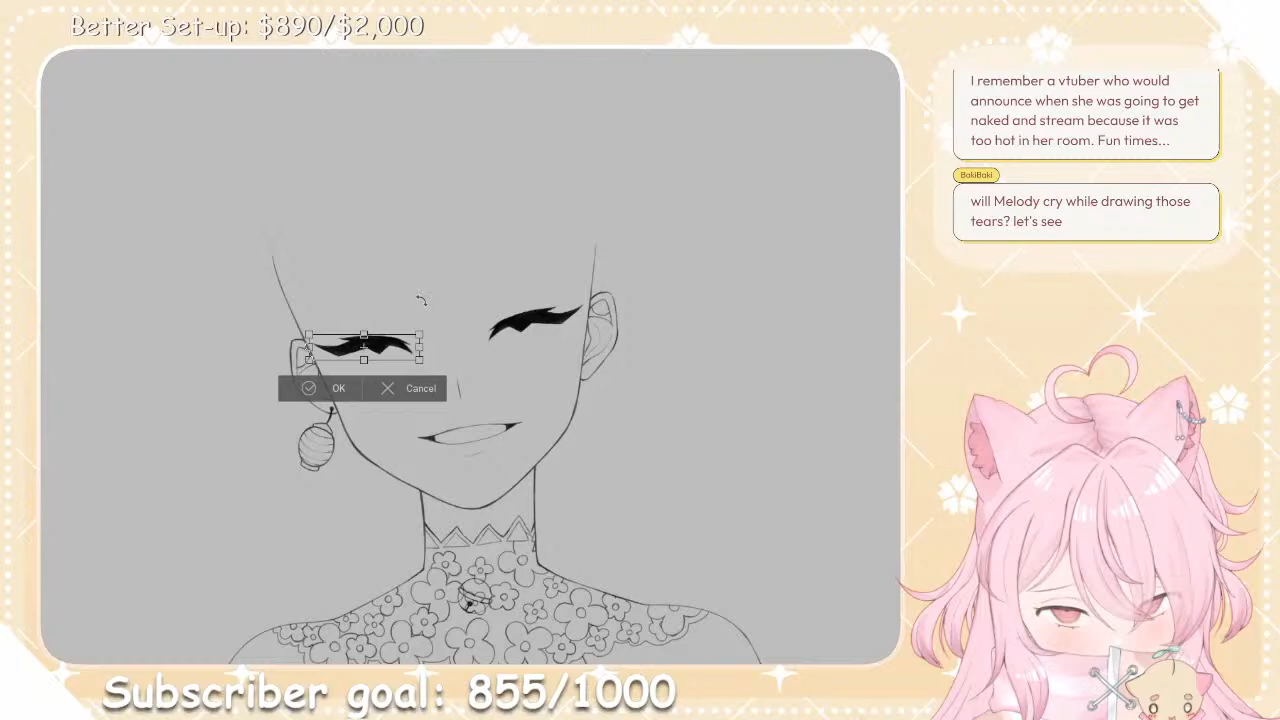 Better Set-up: $890/$2,000
I remember a vtuber who would
announce when she was going to get
naked and stream because it was
too hot in her room. Fun times...
BakiBaki
will Melody cry while drawing those
tears? let's see
OK
Cancel
Subscriber goal: 855/1000